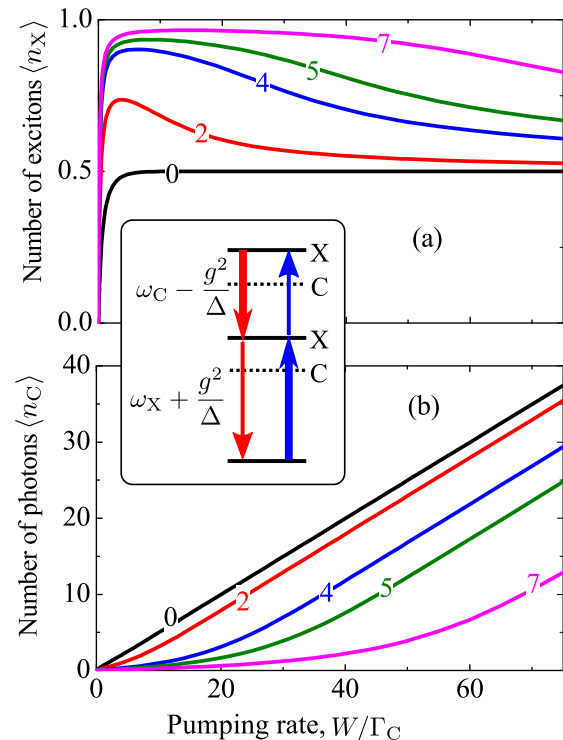 Number of excitons ⟨n_X⟩
1.0
0.5
0.0
7
5
4
2
0
(a)
X
C
X
C
ω_C − g²/Δ
ω_X + g²/Δ
Number of photons ⟨n_C⟩
40
30
20
10
0
(b)
0
2
4
5
7
0 20 40 60
Pumping rate, W/Γ_C